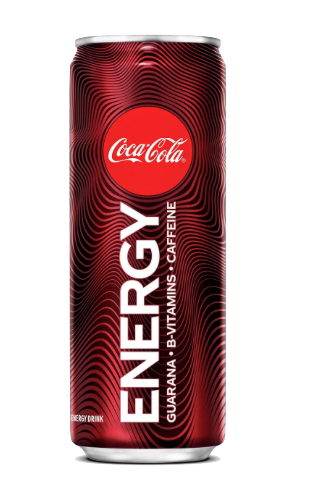 Coca-Cola
ENERGY
GUARANA • B-VITAMINS • CAFFEINE
ENERGY DRINK